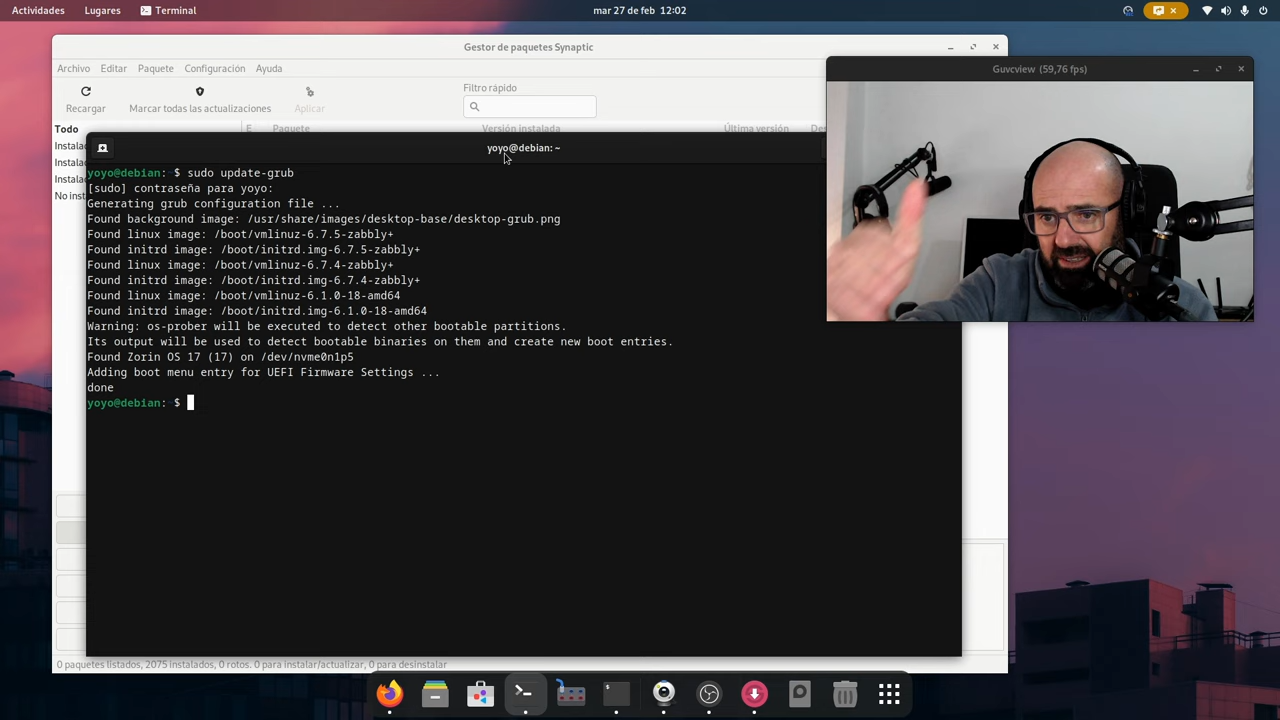 Actividades Lugares Terminal mar 27 de feb 12:02
Gestor de paquetes Synaptic
Archivo Editar Paquete Configuración Ayuda
Recargar Marcar todas las actualizaciones Aplicar
Filtro rápido
Todo
E Paquete Versión instalada Última versión
Guvcview (59,76 fps)
yoyo@debian: ~
yoyo@debian:~$ sudo update-grub
[sudo] contraseña para yoyo:
Generating grub configuration file ...
Found background image: /usr/share/images/desktop-base/desktop-grub.png
Found linux image: /boot/vmlinuz-6.7.5-zabbly+
Found initrd image: /boot/initrd.img-6.7.5-zabbly+
Found linux image: /boot/vmlinuz-6.7.4-zabbly+
Found initrd image: /boot/initrd.img-6.7.4-zabbly+
Found linux image: /boot/vmlinuz-6.1.0-18-amd64
Found initrd image: /boot/initrd.img-6.1.0-18-amd64
Warning: os-prober will be executed to detect other bootable partitions.
Its output will be used to detect bootable binaries on them and create new boot entries.
Found Zorin OS 17 (17) on /dev/nvme0n1p5
Adding boot menu entry for UEFI Firmware Settings ...
done
yoyo@debian:~$
0 paquetes listados, 2075 instalados, 0 rotos. 0 para instalar/actualizar, 0 para desinstalar